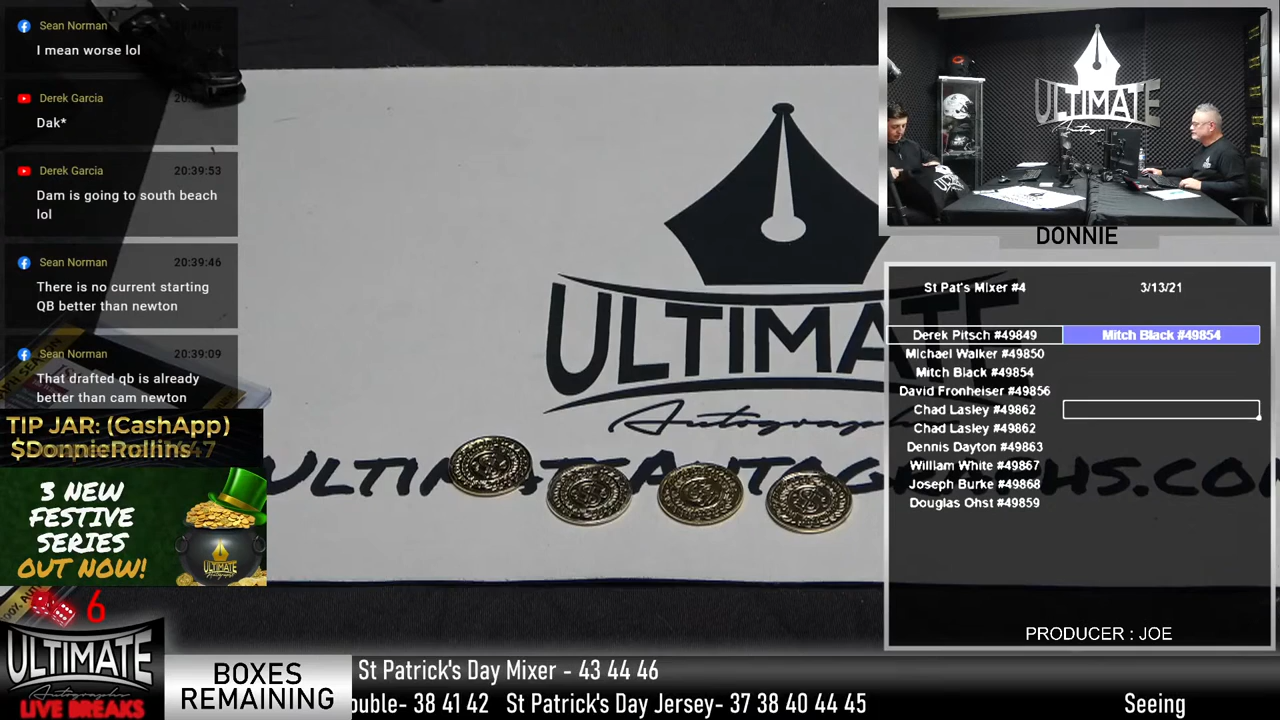 Sean Norman
I mean worse lol
Derek Garcia
Dak*
Derek Garcia 20:39:53
Dam is going to south beach
lol
Sean Norman 20:39:46
There is no current starting
QB better than newton
Sean Norman 20:39:09
That drafted qb is already
better than cam newton
TIP JAR: (CashApp)
$DonnieRollins
3 NEW
FESTIVE
SERIES
OUT NOW!
6
ULTIMATE
Autographs
LIVE BREAKS
BOXES
REMAINING
St Patrick's Day Mixer - 43 44 46
ouble- 38 41 42 St Patrick's Day Jersey- 37 38 40 44 45
Seeing
ULTIMATE
Autographs
ULTIMATEAUTOGRAPHS.CO
ULTIMATE
DONNIE
St Pat's Mixer #4 3/13/21
Derek Pitsch #49849 Mitch Black #49854
Michael Walker #49850
Mitch Black #49854
David Fronheiser #49856
Chad Lasley #49862
Chad Lasley #49862
Dennis Dayton #49863
William White #49867
Joseph Burke #49868
Douglas Ohst #49859
PRODUCER : JOE